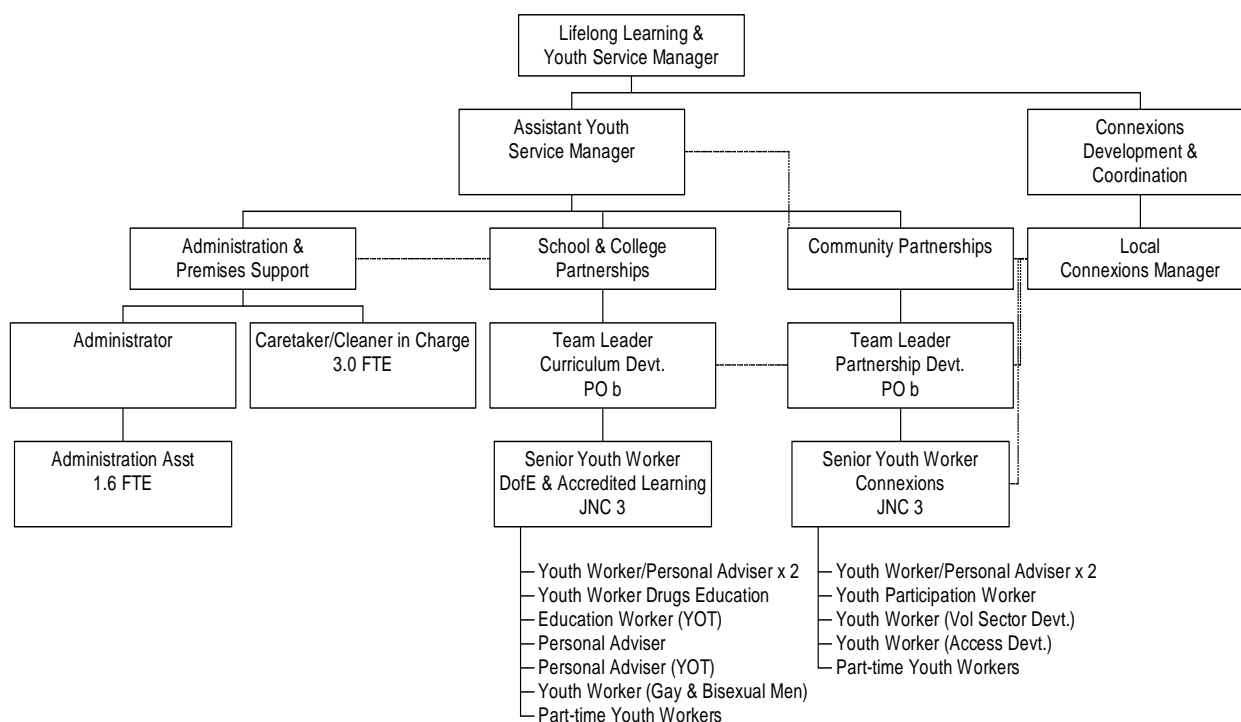 Lifelong Learning &
Youth Service Manager
Assistant Youth
Service Manager
Connexions
Development &
Coordination
Administration &
Premises Support
School & College
Partnerships
Community Partnerships
Local
Connexions Manager
Administrator
Caretaker/Cleaner in Charge
3.0 FTE
Team Leader
Curriculum Devt.
PO b
Team Leader
Partnership Devt.
PO b
Administration Asst
1.6 FTE
Senior Youth Worker
DofE & Accredited Learning
JNC 3
Senior Youth Worker
Connexions
JNC 3
Youth Worker/Personal Adviser x 2
Youth Worker Drugs Education
Education Worker (YOT)
Personal Adviser
Personal Adviser (YOT)
Youth Worker (Gay & Bisexual Men)
Part-time Youth Workers
Youth Worker/Personal Adviser x 2
Youth Participation Worker
Youth Worker (Vol Sector Devt.)
Youth Worker (Access Devt.)
Part-time Youth Workers